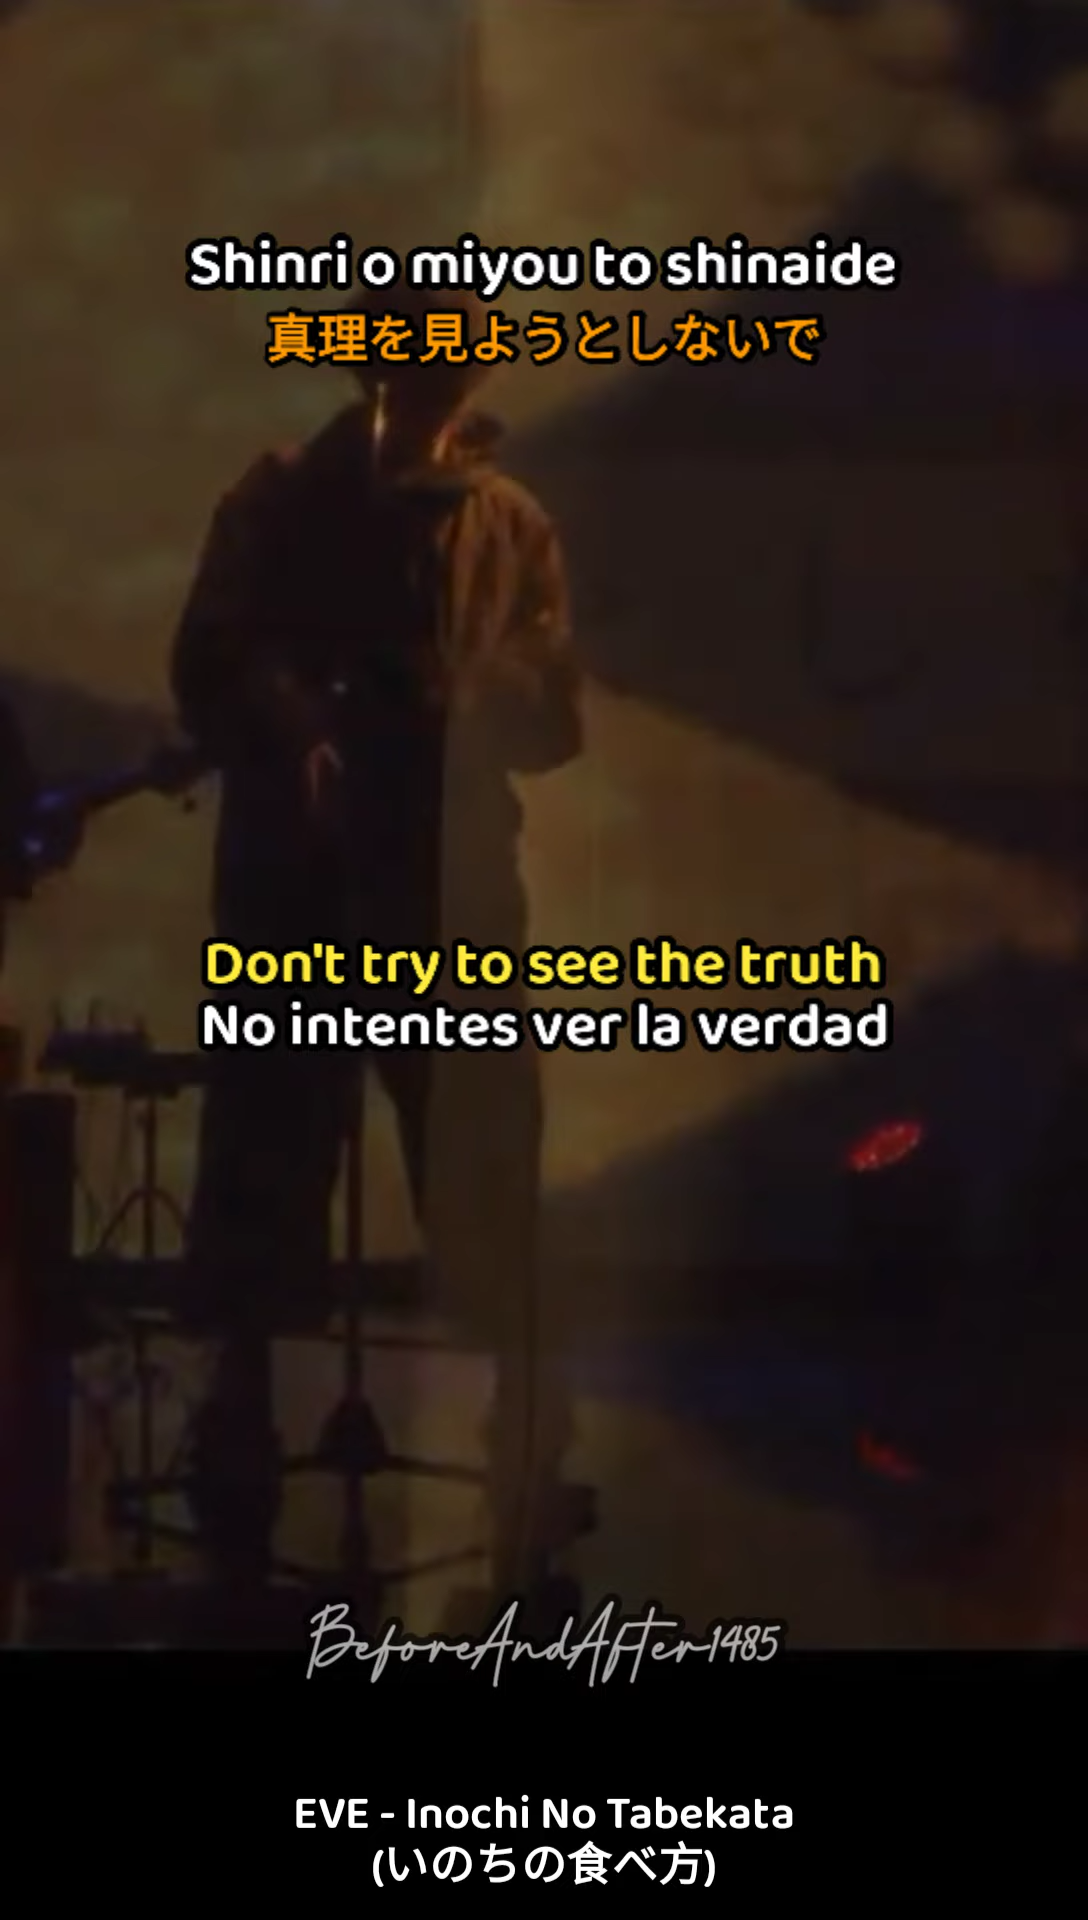 Shinri o miyou to shinaide
真理を見ようとしないで
Don't try to see the truth
No intentes ver la verdad
BeforeAndAfter1485
EVE - Inochi No Tabekata
(いのちの食べ方)